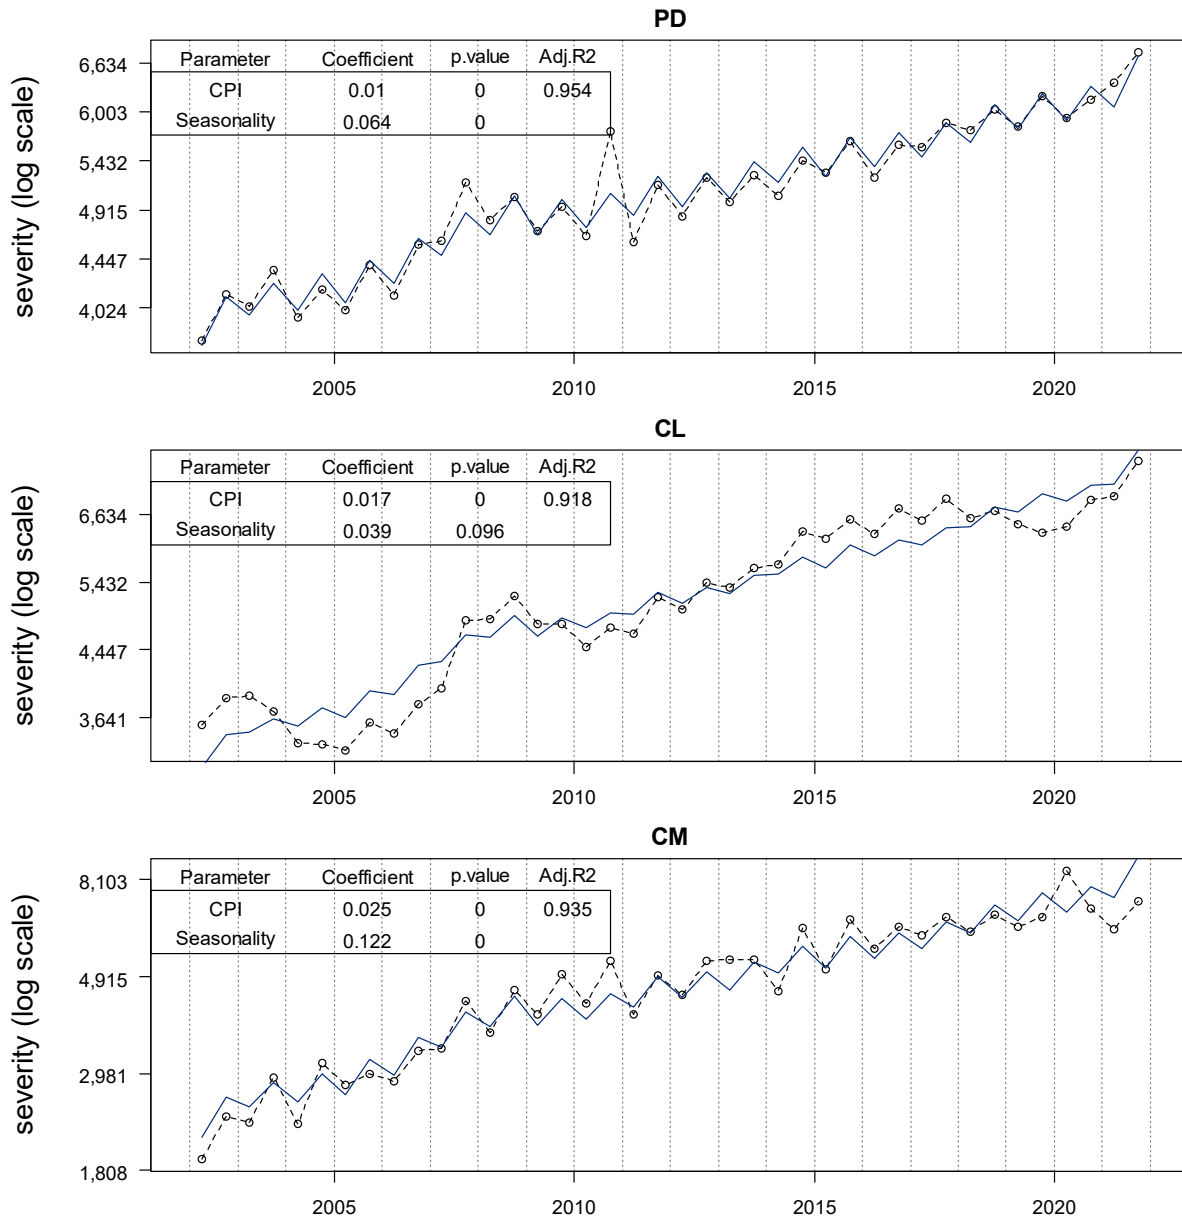 PD
severity (log scale)
6,634
6,003
5,432
4,915
4,447
4,024
Parameter Coefficient p.value Adj.R2
CPI 0.01 0 0.954
Seasonality 0.064 0
2005 2010 2015 2020
CL
severity (log scale)
6,634
5,432
4,447
3,641
Parameter Coefficient p.value Adj.R2
CPI 0.017 0 0.918
Seasonality 0.039 0.096
2005 2010 2015 2020
CM
severity (log scale)
8,103
4,915
2,981
1,808
Parameter Coefficient p.value Adj.R2
CPI 0.025 0 0.935
Seasonality 0.122 0
2005 2010 2015 2020